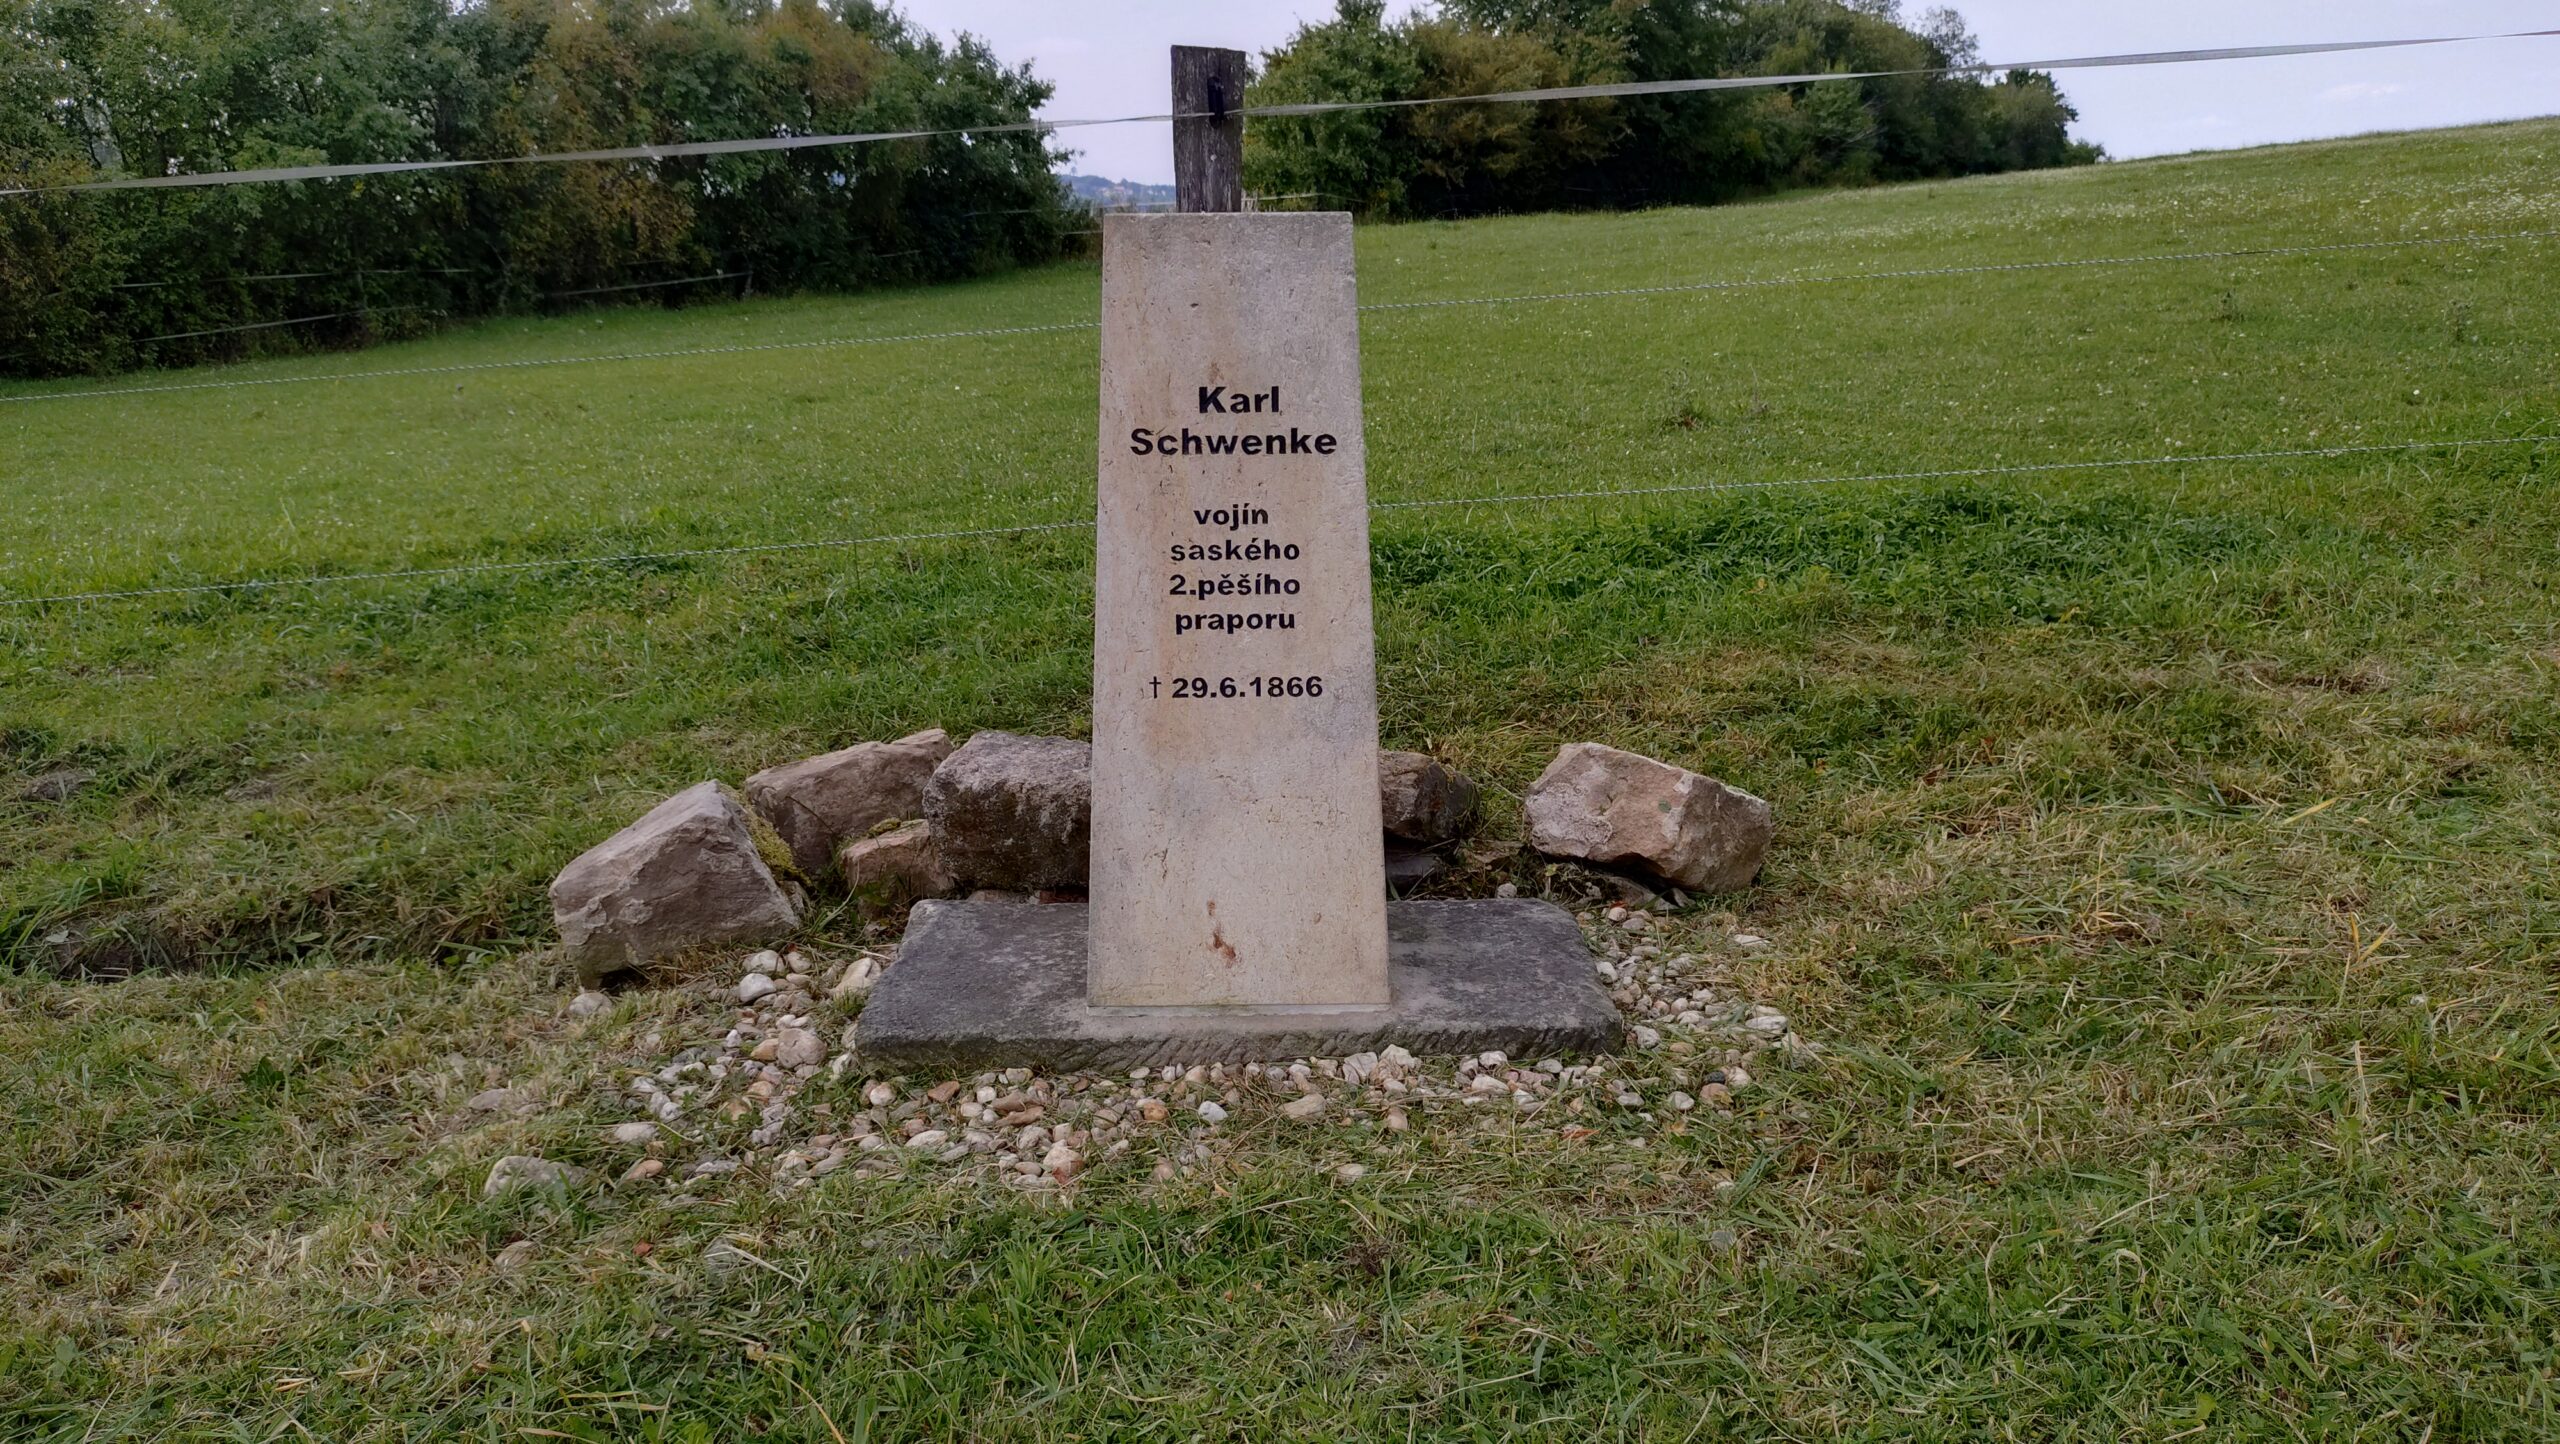 Karl
Schwenke
vojín
saského
2.pěšího
praporu
† 29.6.1866